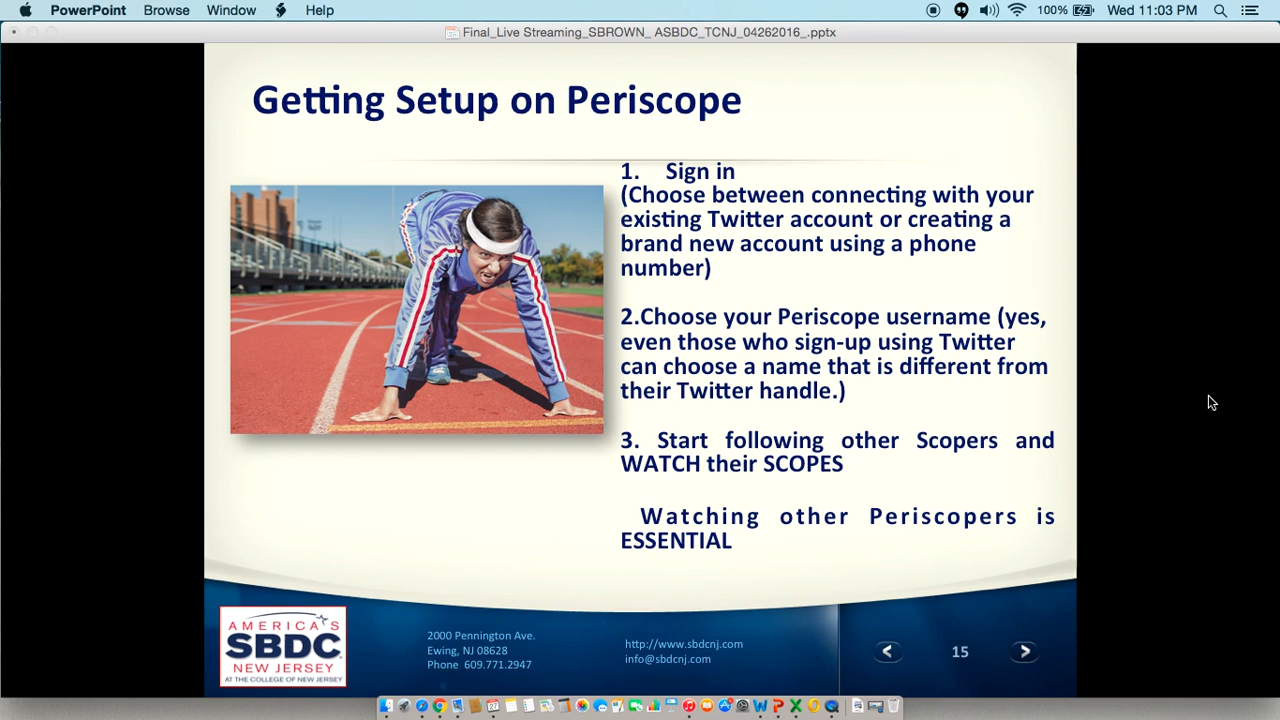 PowerPoint Browse Window Help 100% Wed 11:03 PM
Final_Live Streaming_SBROWN_ ASBDC_TCNJ_04262016_.pptx
Getting Setup on Periscope
1. Sign in
(Choose between connecting with your
existing Twitter account or creating a
brand new account using a phone
number)
2.Choose your Periscope username (yes,
even those who sign-up using Twitter
can choose a name that is different from
their Twitter handle.)
3. Start following other Scopers and
WATCH their SCOPES
Watching other Periscopers is
ESSENTIAL
AMERICA'S
SBDC
NEW JERSEY
AT THE COLLEGE OF NEW JERSEY
2000 Pennington Ave.
Ewing, NJ 08628
Phone 609.771.2947
http://www.sbdcnj.com
info@sbdcnj.com
15